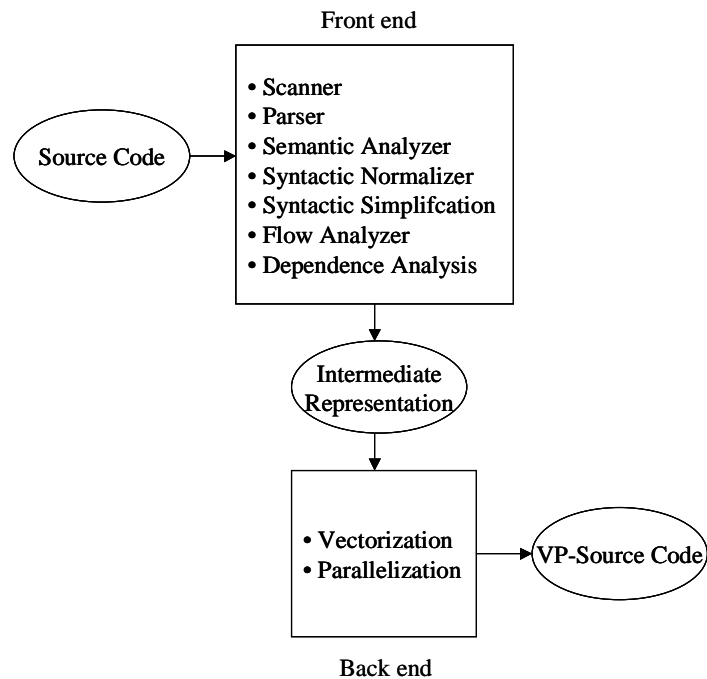 Front end
• Scanner
• Parser
• Semantic Analyzer
• Syntactic Normalizer
• Syntactic Simplifcation
• Flow Analyzer
• Dependence Analysis
Source Code
Intermediate
Representation
• Vectorization
• Parallelization
VP-Source Code
Back end